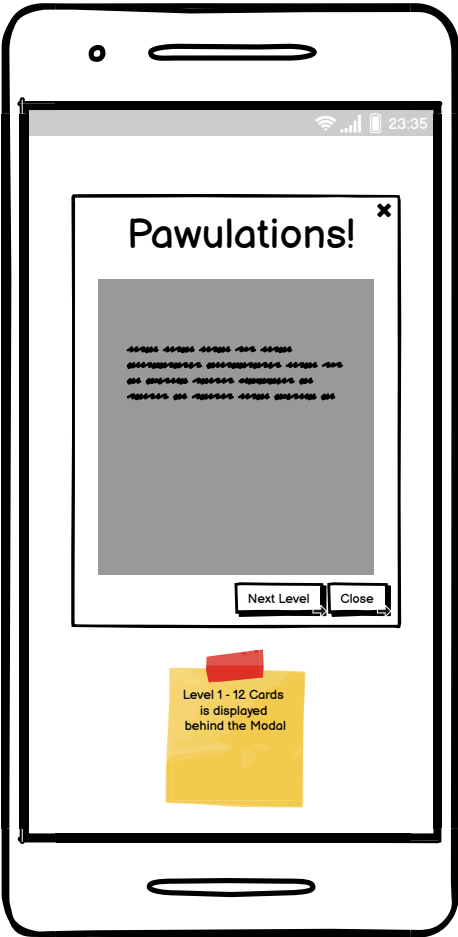 23:35
Pawulations!
Next Level
Close
Level 1 - 12 Cards
is displayed
behind the Modal